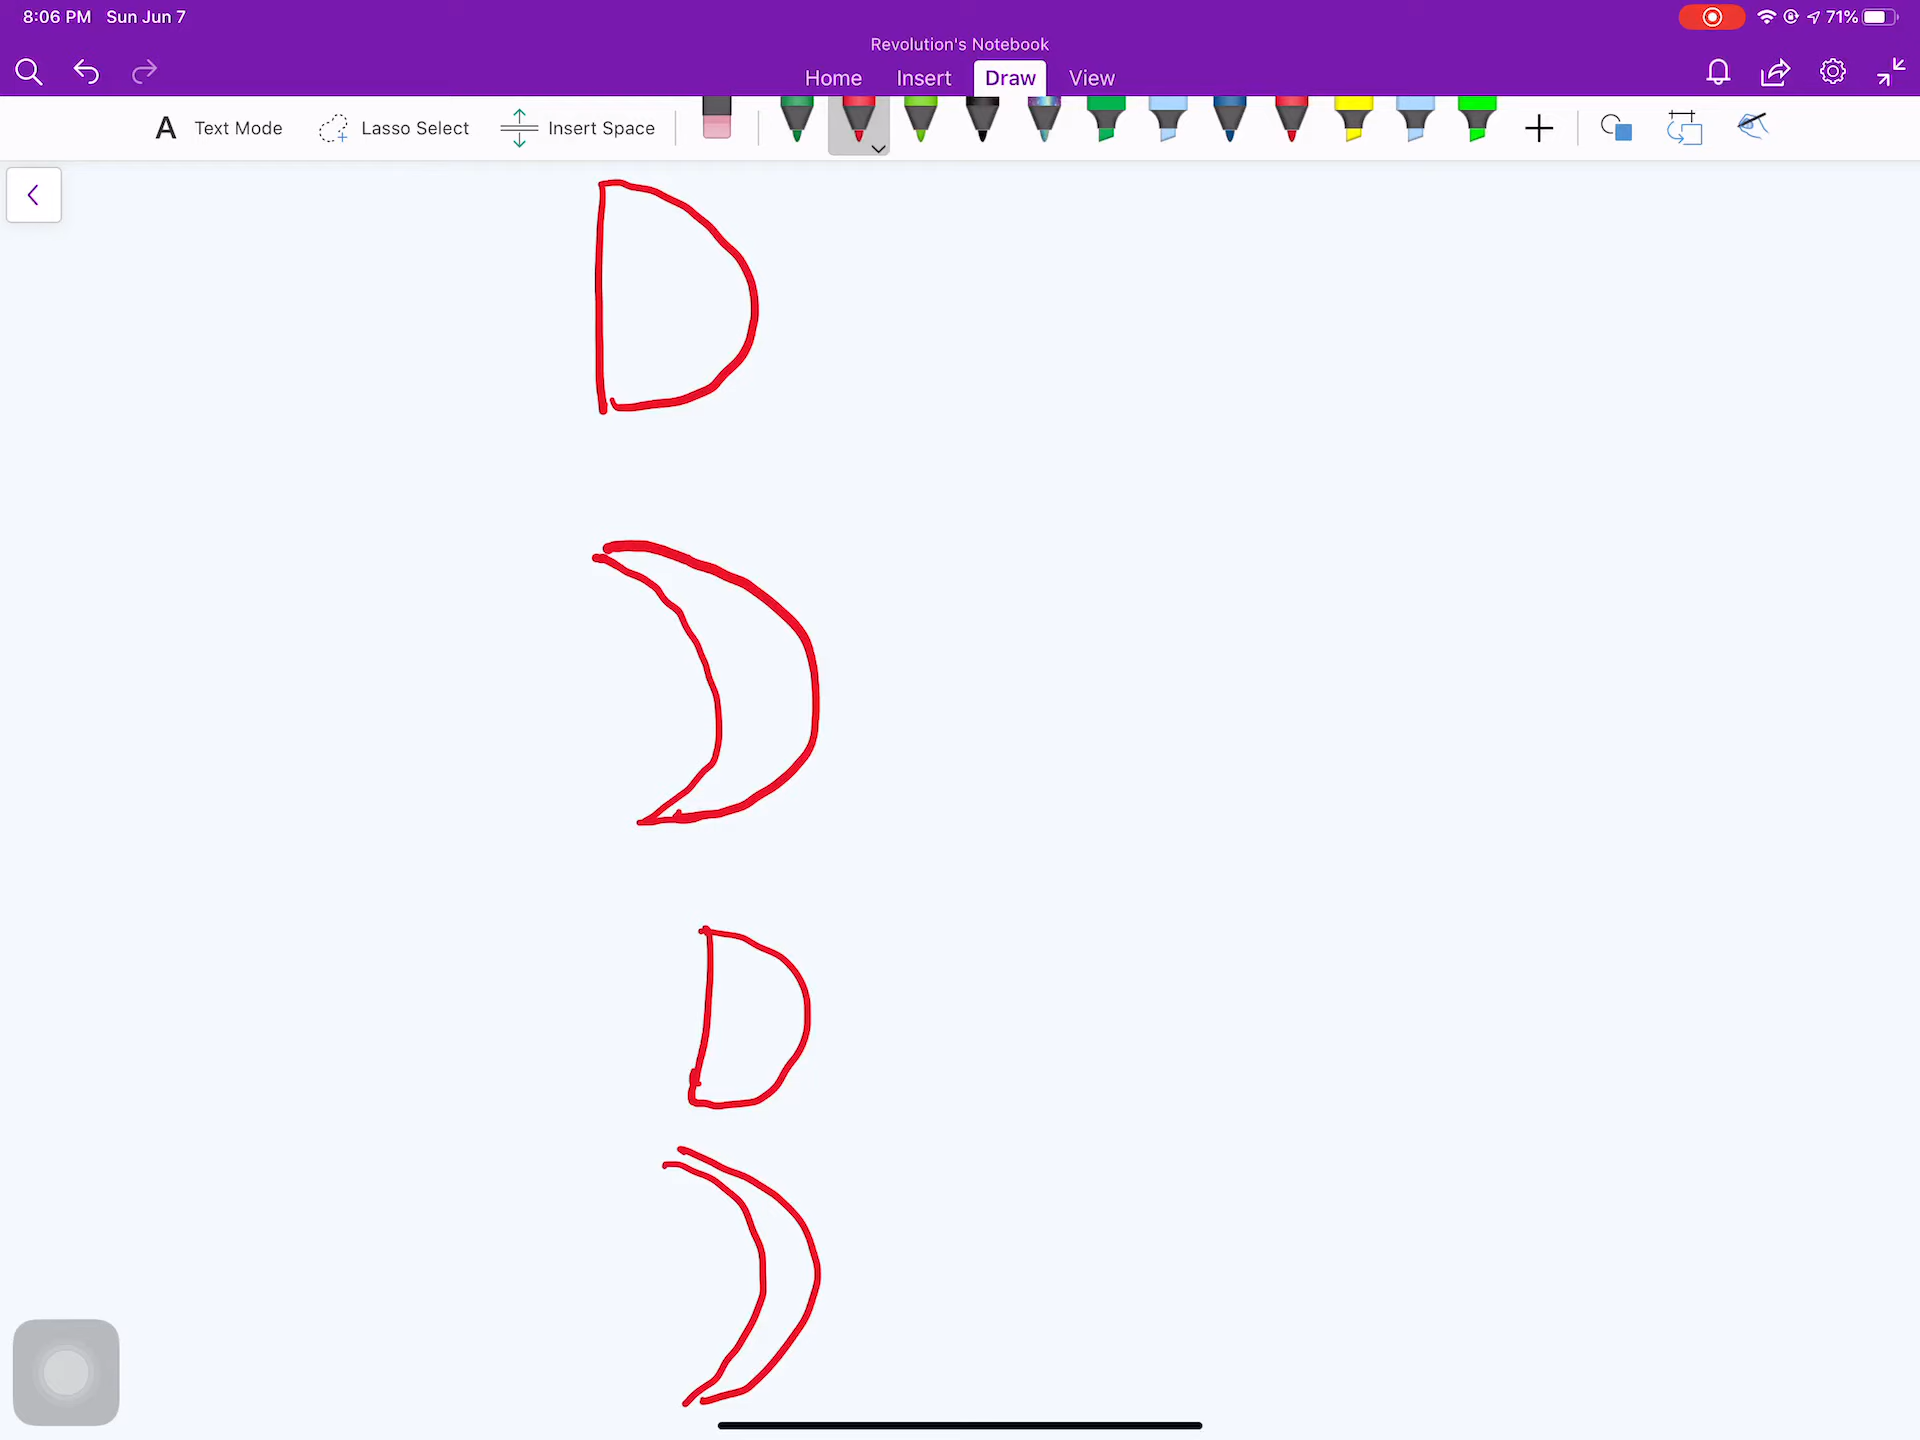 8:06 PM Sun Jun 7
71%
Revolution's Notebook
Home Insert Draw View
A Text Mode Lasso Select Insert Space